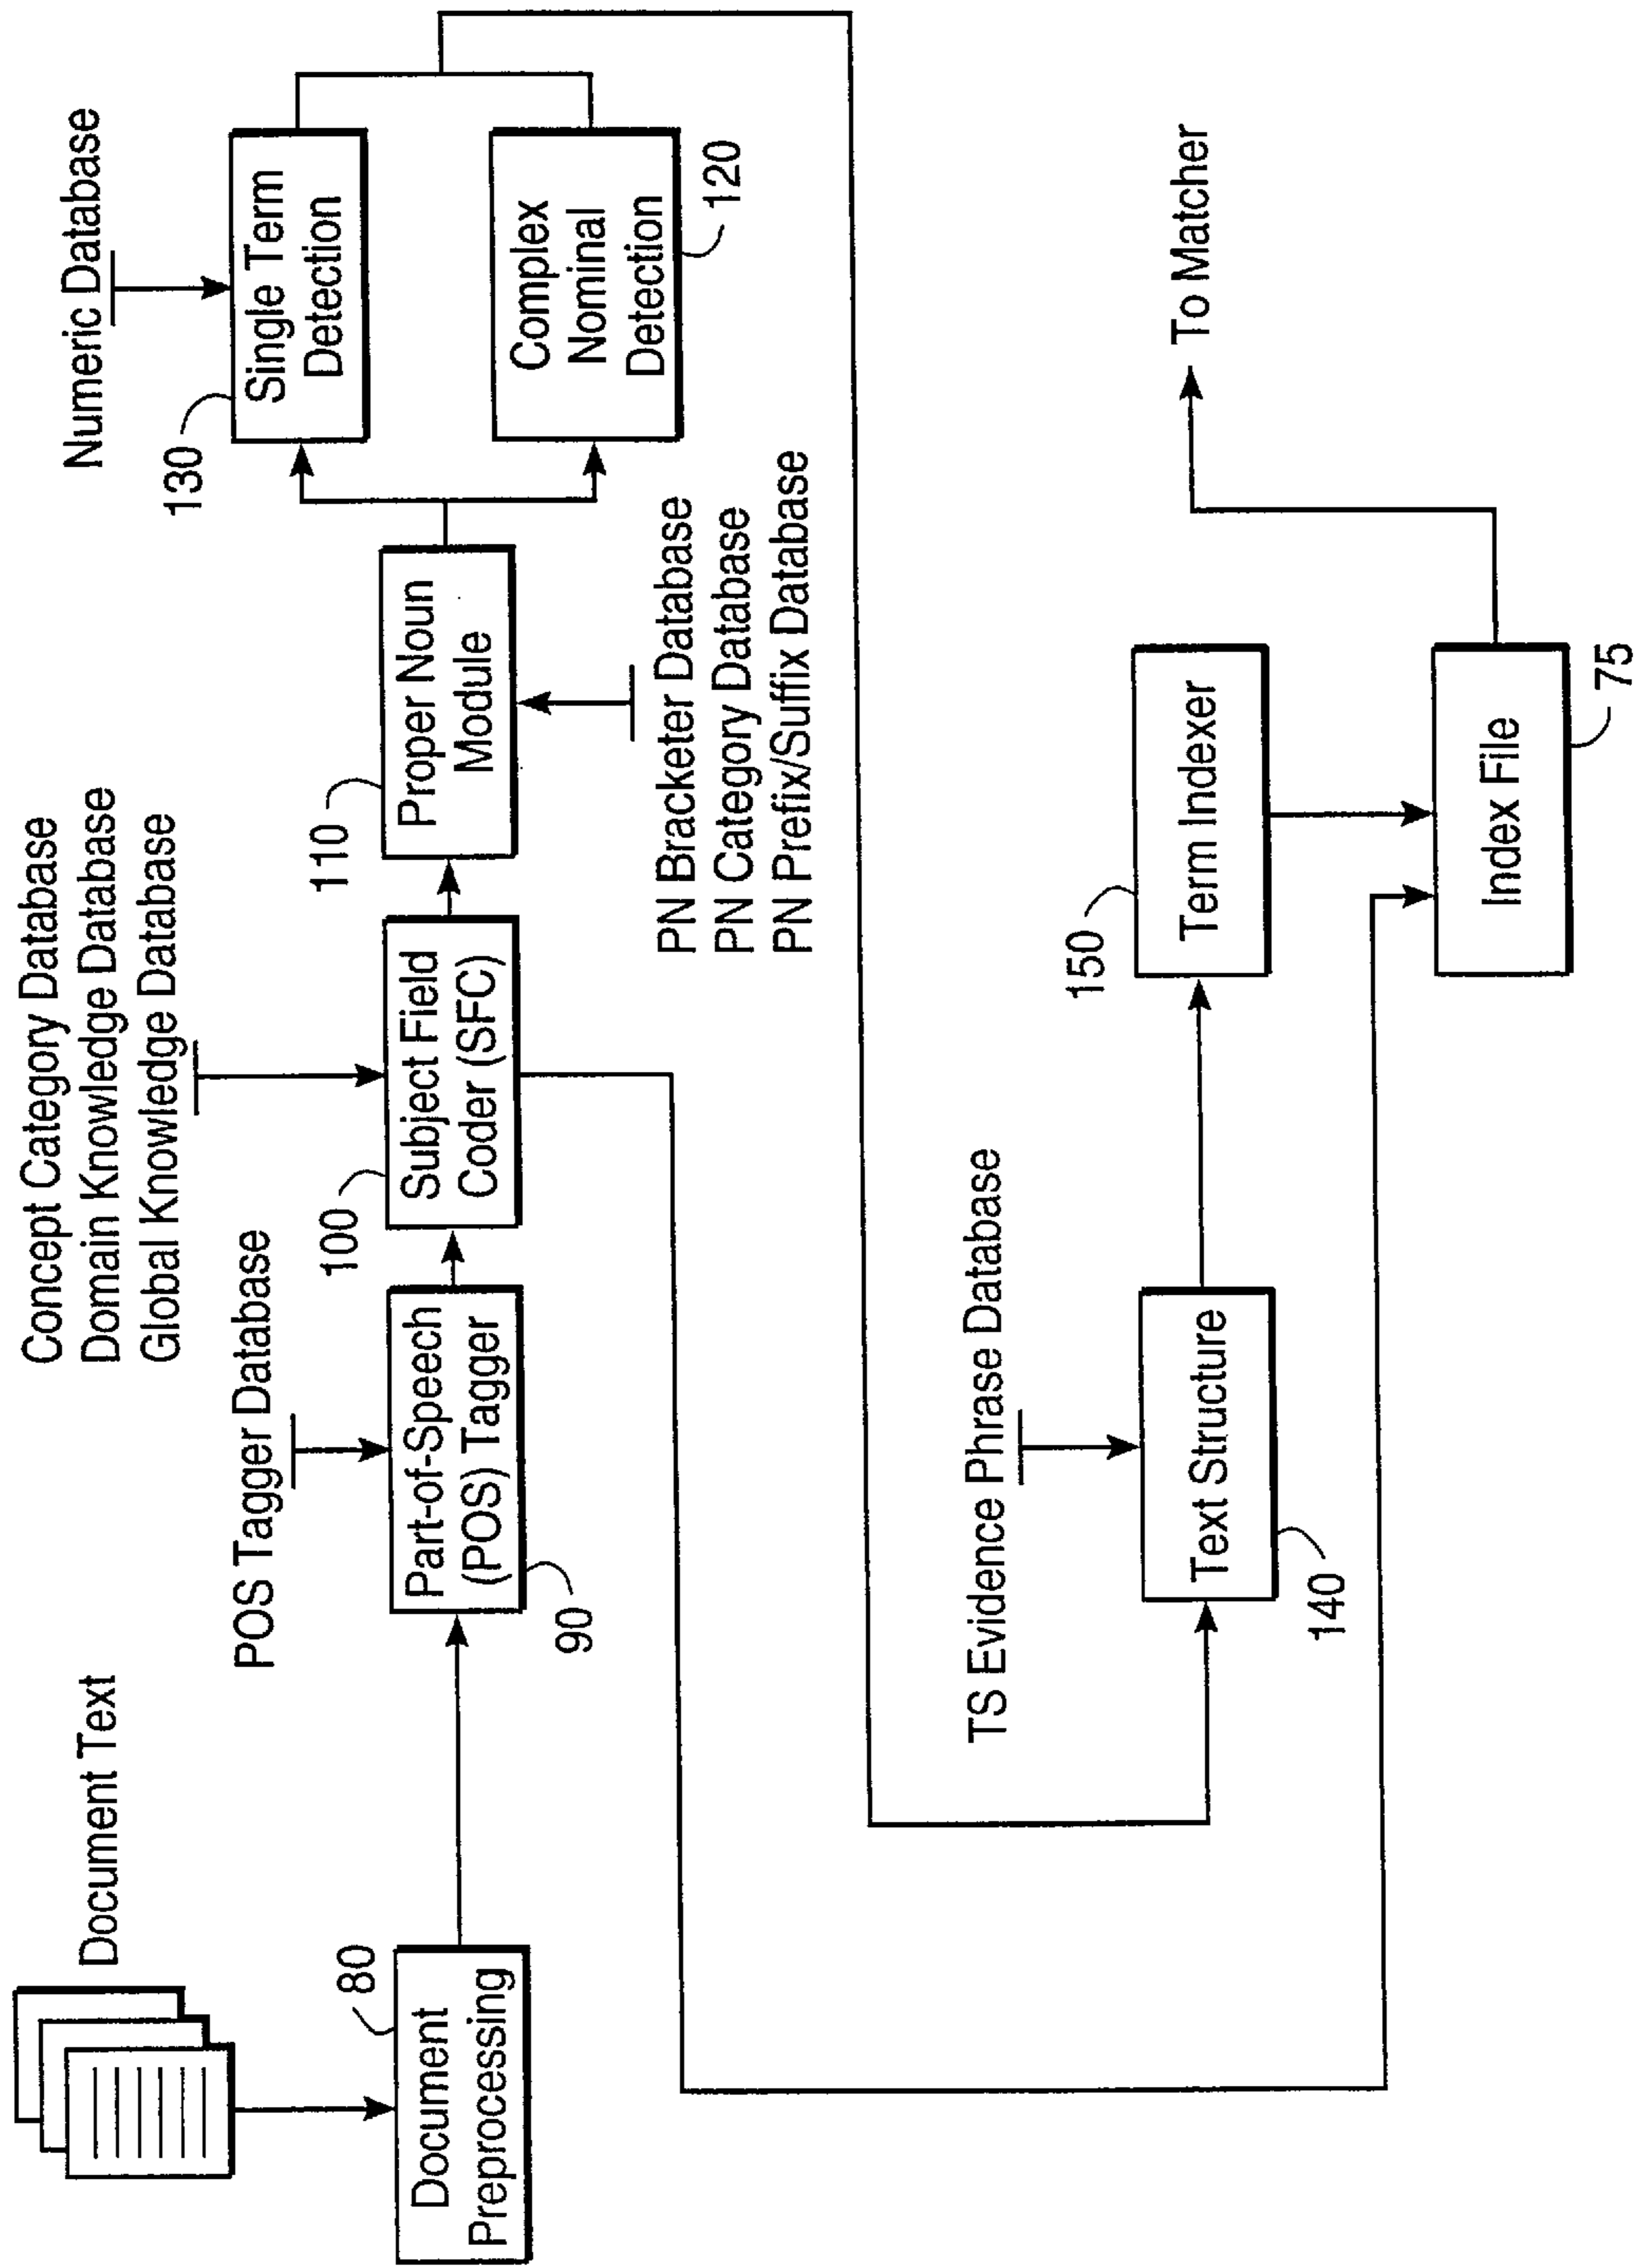 Document Text
80
Document
Preprocessing
POS Tagger Database
Part-of-Speech
(POS) Tagger
90
Concept Category Database
Domain Knowledge Database
Global Knowledge Database
100
Subject Field
Coder (SFC)
110
Proper Noun
Module
PN Bracketer Database
PN Category Database
PN Prefix/Suffix Database
Numeric Database
130
Single Term
Detection
Complex
Nominal
Detection
120
TS Evidence Phrase Database
Text Structure
140
150
Term Indexer
Index File
75
To Matcher